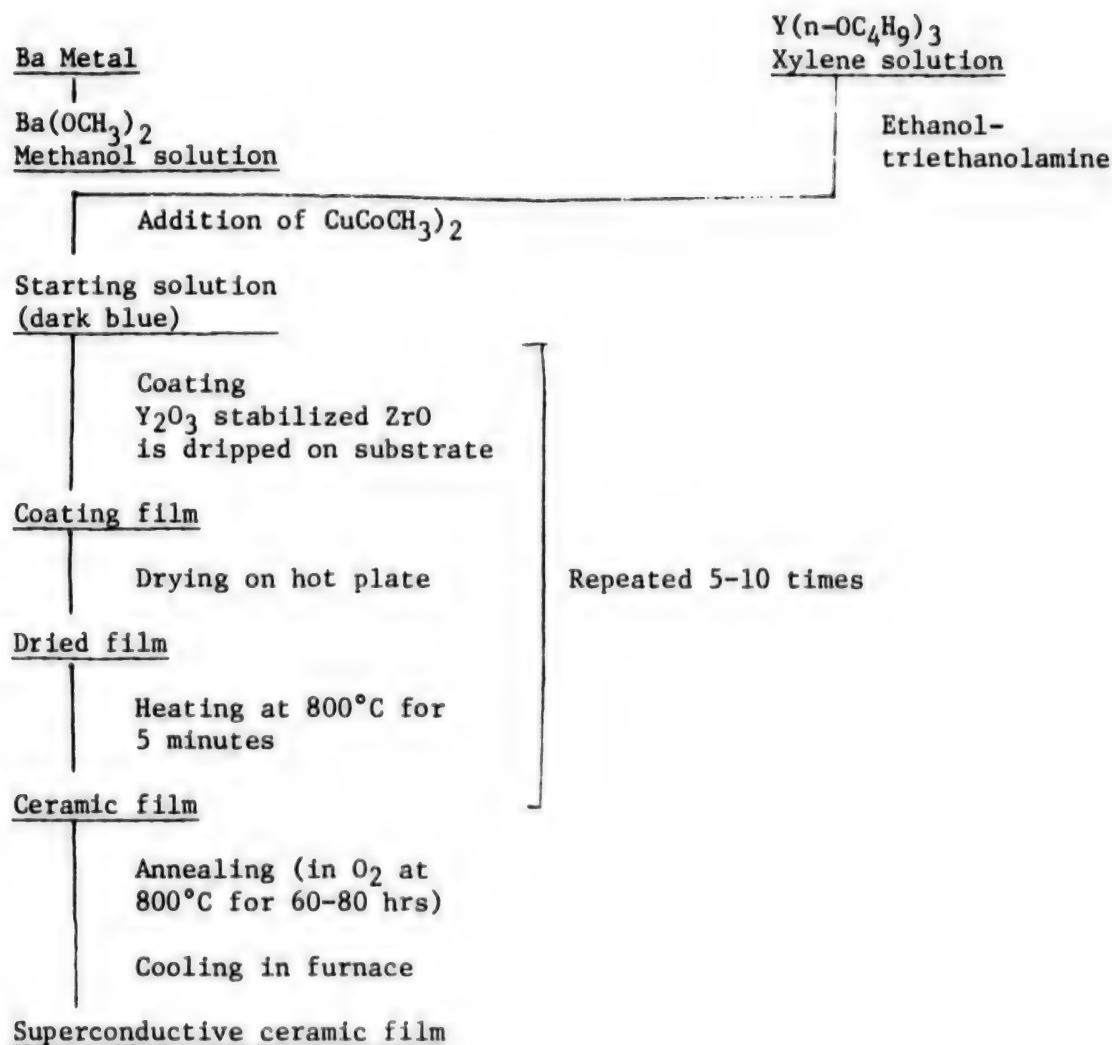 Ba Metal
Ba(OCH3)2
Methanol solution
Y(n-OC4H9)3
Xylene solution
Ethanol-
triethanolamine
Addition of CuCoCH3)2
Starting solution
(dark blue)
Coating
Y2O3 stabilized ZrO
is dripped on substrate
Coating film
Drying on hot plate
Repeated 5-10 times
Dried film
Heating at 800°C for
5 minutes
Ceramic film
Annealing (in O2 at
800°C for 60-80 hrs)
Cooling in furnace
Superconductive ceramic film